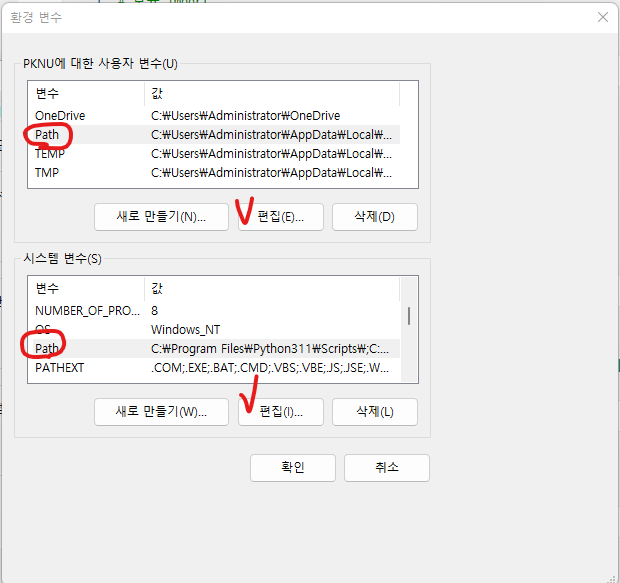 환경 변수
PKNU에 대한 사용자 변수(U)
변수 값
OneDrive C:₩Users₩Administrator₩OneDrive
Path C:₩Users₩Administrator₩AppData₩Local₩...
TEMP C:₩Users₩Administrator₩AppData₩Local₩...
TMP C:₩Users₩Administrator₩AppData₩Local₩...
새로 만들기(N)... 편집(E)... 삭제(D)
시스템 변수(S)
변수 값
NUMBER_OF_PRO... 8
OS Windows_NT
Path C:₩Program Files₩Python311₩Scripts₩;C:...
PATHEXT .COM;.EXE;.BAT;.CMD;.VBS;.VBE;.JS;.JSE;.W...
새로 만들기(W)... 편집(I)... 삭제(L)
확인 취소